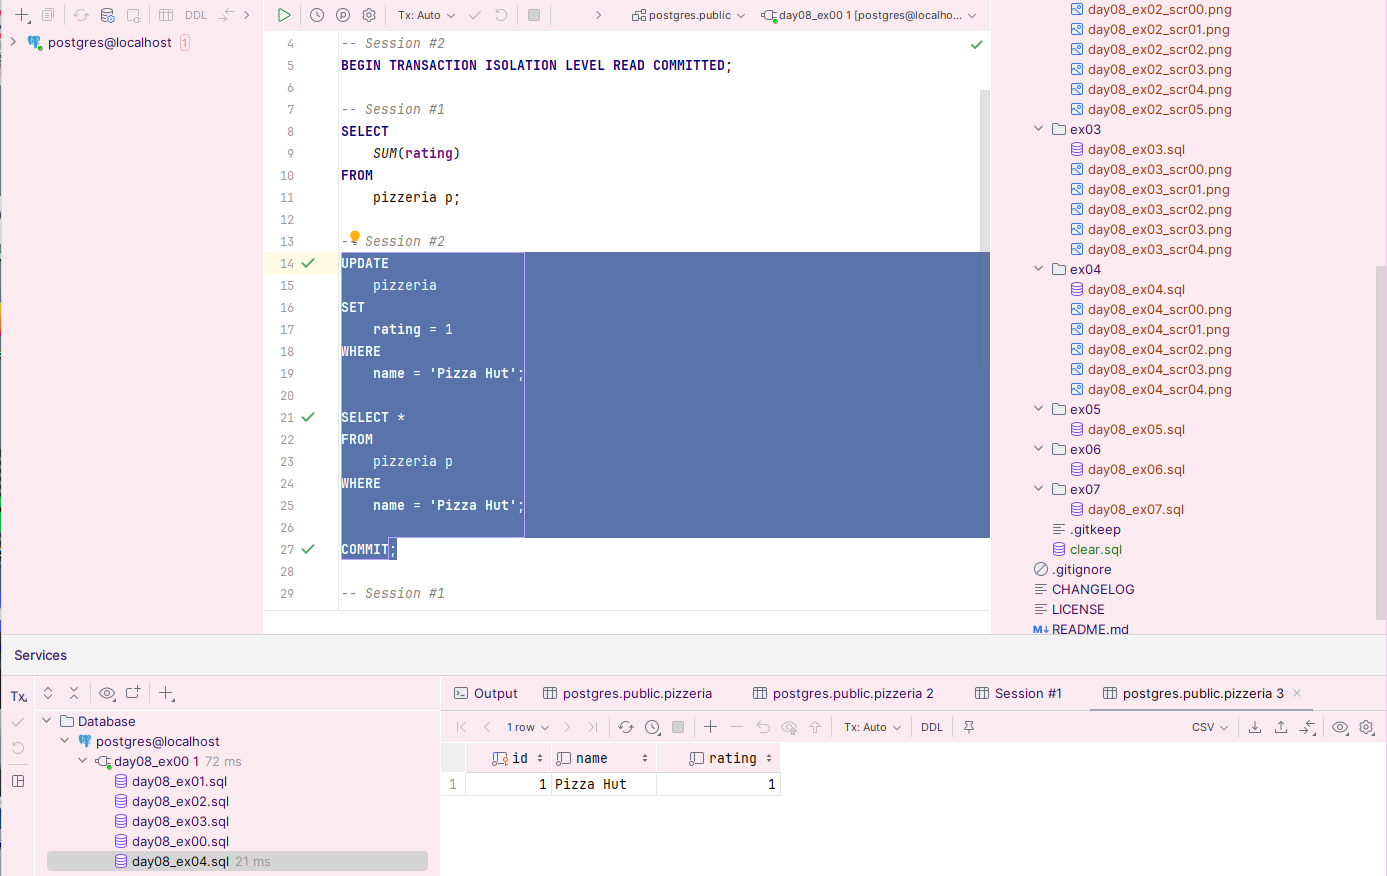 DDL
Tx: Auto
postgres.public
day08_ex00 1 [postgres@localho...
postgres@localhost 1
4 -- Session #2
5 BEGIN TRANSACTION ISOLATION LEVEL READ COMMITTED;
6
7 -- Session #1
8 SELECT
9 SUM(rating)
10 FROM
11 pizzeria p;
12
13 -- Session #2
14 UPDATE
15 pizzeria
16 SET
17 rating = 1
18 WHERE
19 name = 'Pizza Hut';
20
21 SELECT *
22 FROM
23 pizzeria p
24 WHERE
25 name = 'Pizza Hut';
26
27 COMMIT;
28
29 -- Session #1
day08_ex02_scr00.png
day08_ex02_scr01.png
day08_ex02_scr02.png
day08_ex02_scr03.png
day08_ex02_scr04.png
day08_ex02_scr05.png
ex03
day08_ex03.sql
day08_ex03_scr00.png
day08_ex03_scr01.png
day08_ex03_scr02.png
day08_ex03_scr03.png
day08_ex03_scr04.png
ex04
day08_ex04.sql
day08_ex04_scr00.png
day08_ex04_scr01.png
day08_ex04_scr02.png
day08_ex04_scr03.png
day08_ex04_scr04.png
ex05
day08_ex05.sql
ex06
day08_ex06.sql
ex07
day08_ex07.sql
.gitkeep
clear.sql
.gitignore
CHANGELOG
LICENSE
M↓ README.md
Services
Tx
Database
postgres@localhost
day08_ex00 1 72 ms
day08_ex01.sql
day08_ex02.sql
day08_ex03.sql
day08_ex00.sql
day08_ex04.sql 21 ms
Output postgres.public.pizzeria postgres.public.pizzeria 2 Session #1 postgres.public.pizzeria 3
1 row Tx: Auto DDL CSV
id name rating
1 1 Pizza Hut 1